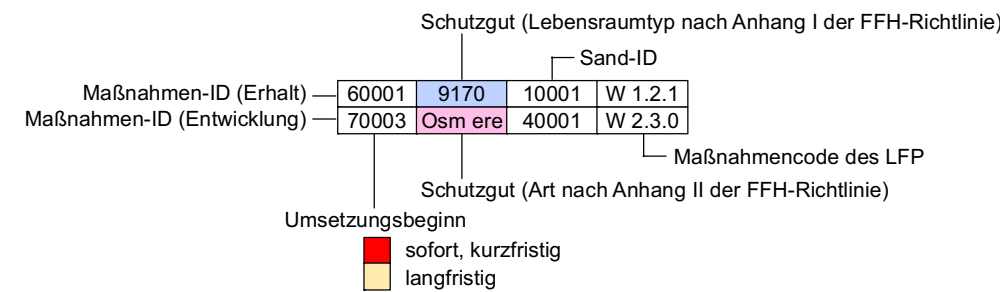 Schutzgut (Lebensraumtyp nach Anhang I der FFH-Richtlinie)
Sand-ID
Maßnahmen-ID (Erhalt) 60001 9170 10001 W 1.2.1
Maßnahmen-ID (Entwicklung) 70003 Osm ere 40001 W 2.3.0
Maßnahmencode des LFP
Schutzgut (Art nach Anhang II der FFH-Richtlinie)
Umsetzungsbeginn
sofort, kurzfristig
langfristig